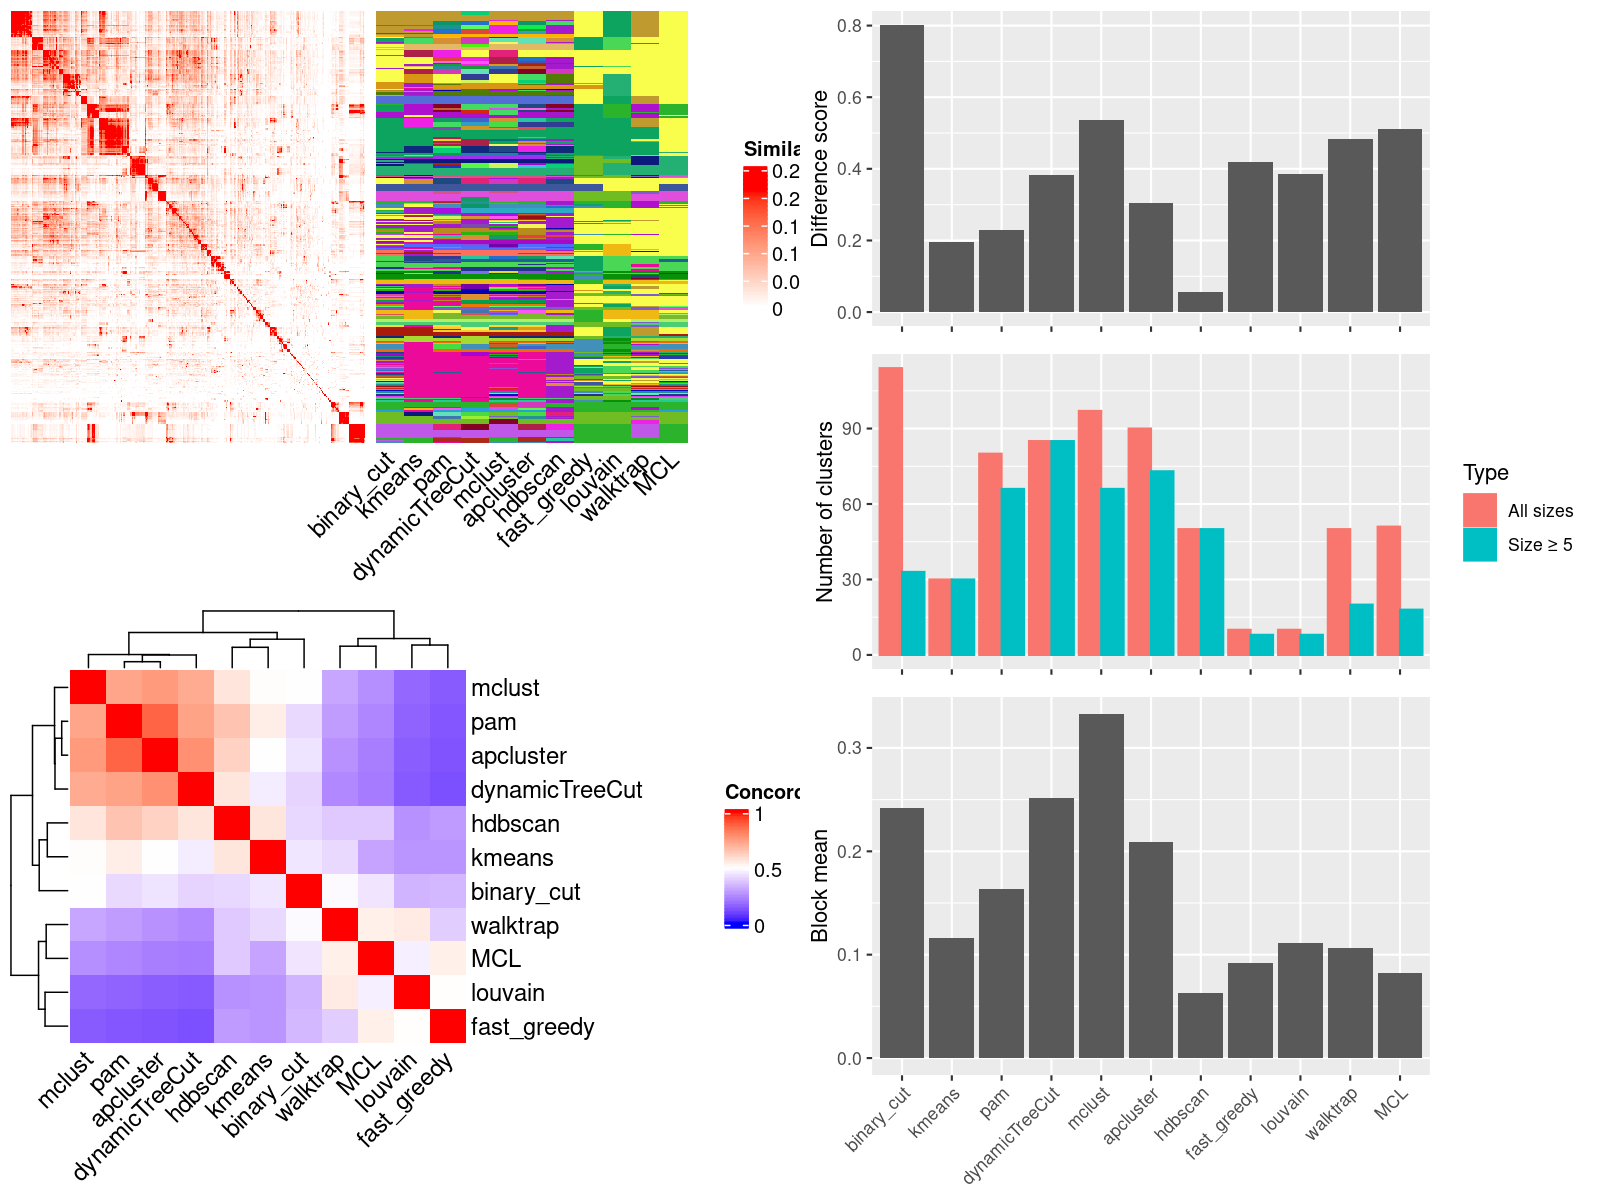 Simila
0.2
0.2
0.1
0.1
0.0
0
binary_cut
kmeans
pam
dynamicTreeCut
mclust
apcluster
hdbscan
fast_greedy
louvain
walktrap
MCL
mclust
pam
apcluster
dynamicTreeCut
hdbscan
kmeans
binary_cut
walktrap
MCL
louvain
fast_greedy
mclust
pam
apcluster
dynamicTreeCut
hdbscan
kmeans
binary_cut
walktrap
MCL
louvain
fast_greedy
Concord
1
0.5
0
Difference score
0.8
0.6
0.4
0.2
0.0
Number of clusters
90
60
30
0
Type
All sizes
Size ≥ 5
Block mean
0.3
0.2
0.1
0.0
binary_cut
kmeans
pam
dynamicTreeCut
mclust
apcluster
hdbscan
fast_greedy
louvain
walktrap
MCL